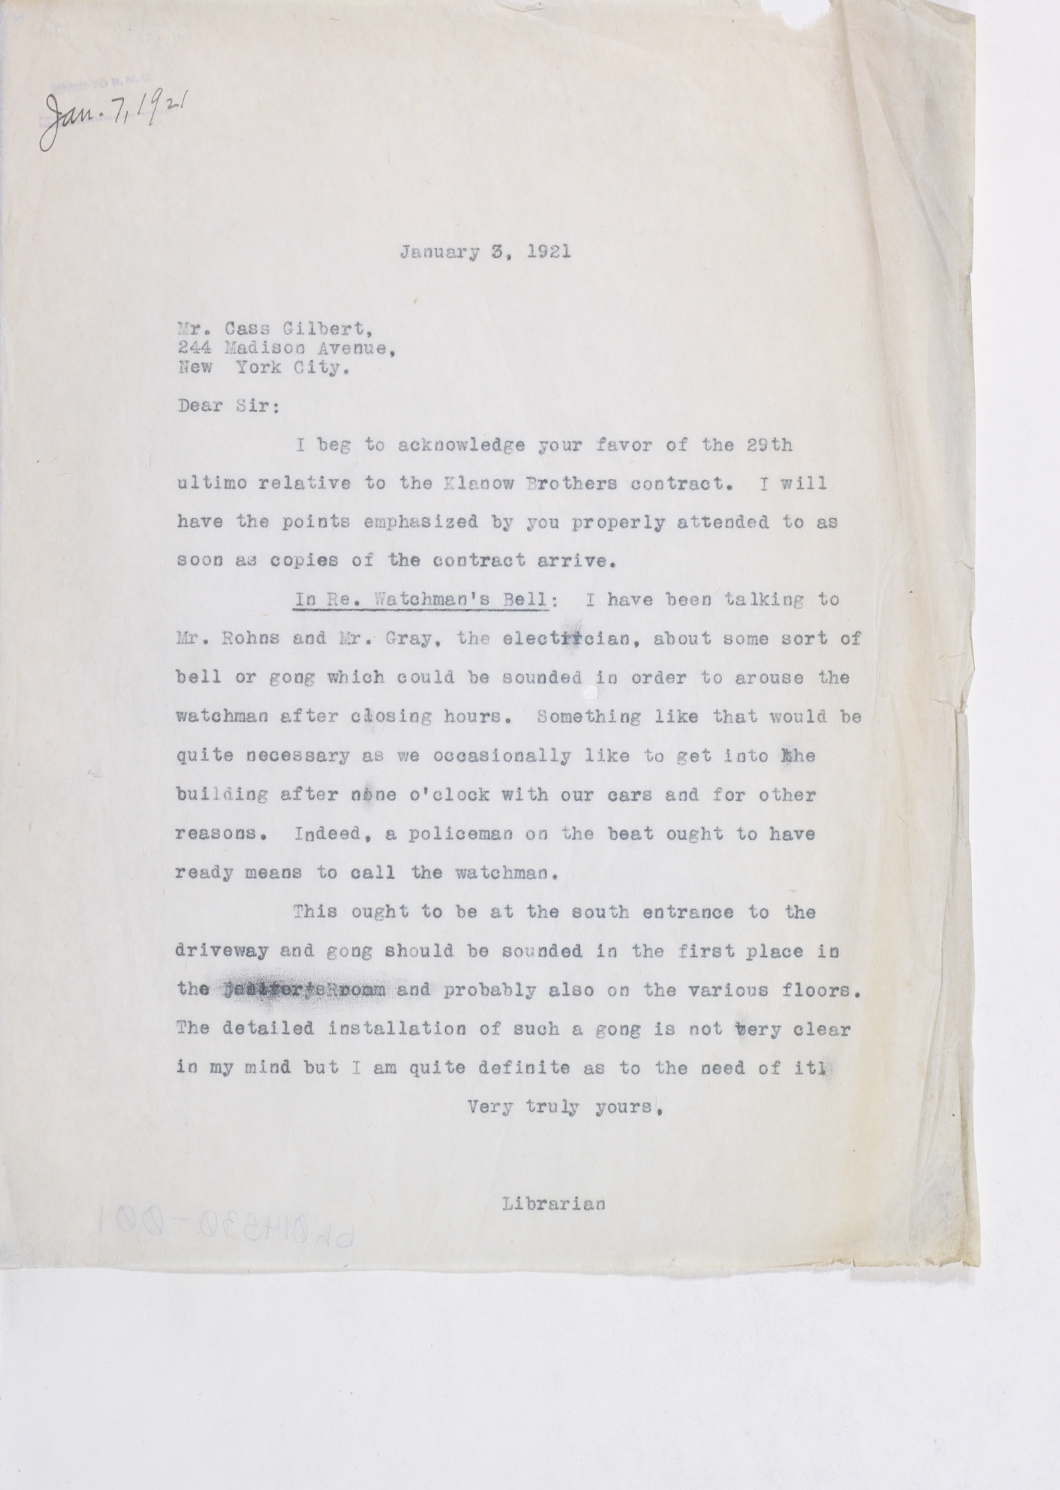 Jan. 7, 1921
January 3, 1921
Mr. Cass Gilbert,
244 Madison Avenue,
New York City.
Dear Sir:
I beg to acknowledge your favor of the 29th
ultimo relative to the Klanow Brothers contract. I will
have the points emphasized by you properly attended to as
soon as copies of the contract arrive.
In Re. Watchman's Bell: I have been talking to
Mr. Rohns and Mr. Gray, the electrician, about some sort of
bell or gong which could be sounded in order to arouse the
watchman after closing hours. Something like that would be
quite necessary as we occasionally like to get into the
building after nine o'clock with our cars and for other
reasons. Indeed, a policeman on the beat ought to have
ready means to call the watchman.
This ought to be at the south entrance to the
driveway and gong should be sounded in the first place in
the Room and probably also on the various floors.
The detailed installation of such a gong is not very clear
in my mind but I am quite definite as to the need of it.
Very truly yours,
Librarian
bh014530-001